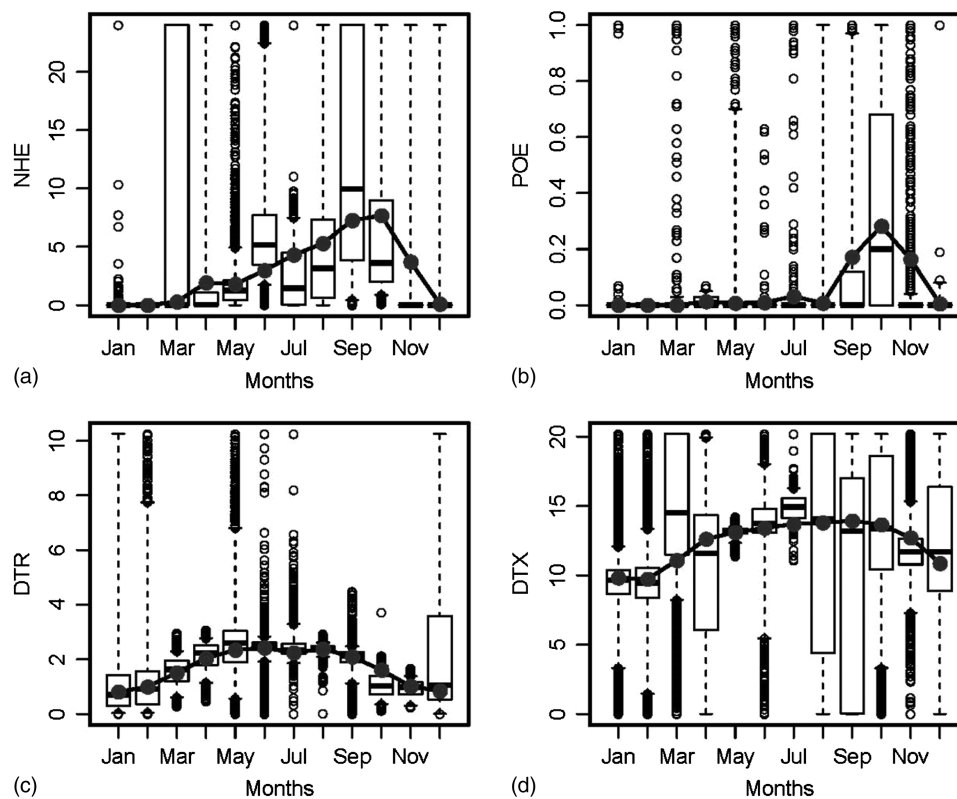 NHE
0 5 10 15 20
Jan Mar May Jul Sep Nov
Months
(a)
POE
0.0 0.2 0.4 0.6 0.8 1.0
Jan Mar May Jul Sep Nov
Months
(b)
DTR
0 2 4 6 8 10
Jan Mar May Jul Sep Nov
Months
(c)
DTX
0 5 10 15 20
Jan Mar May Jul Sep Nov
Months
(d)